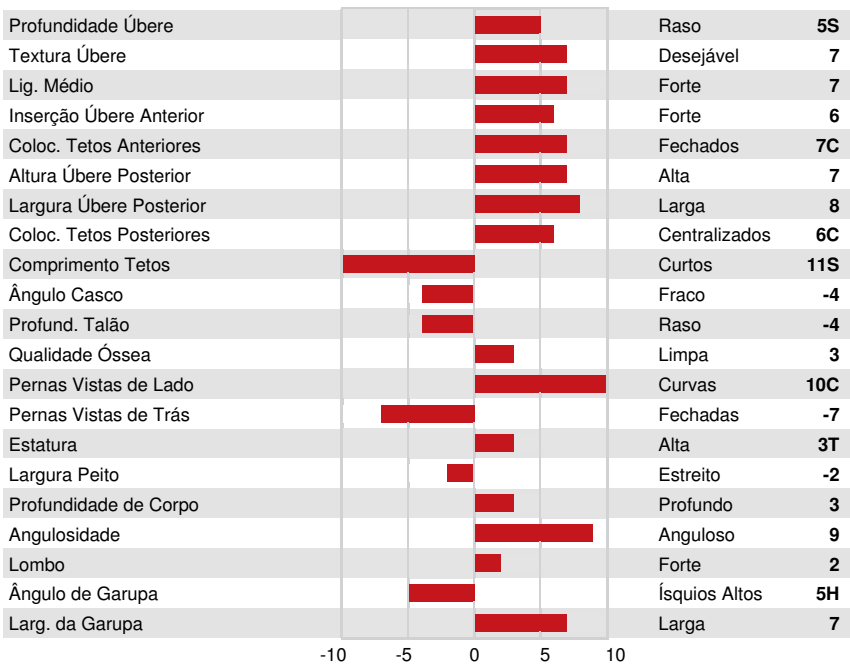 Profundidade Úbere Raso 5S
Textura Úbere Desejável 7
Lig. Médio Forte 7
Inserção Úbere Anterior Forte 6
Coloc. Tetos Anteriores Fechados 7C
Altura Úbere Posterior Alta 7
Largura Úbere Posterior Larga 8
Coloc. Tetos Posteriores Centralizados 6C
Comprimento Tetos Curtos 11S
Ângulo Casco Fraco -4
Profund. Talão Raso -4
Qualidade Óssea Limpa 3
Pernas Vistas de Lado Curvas 10C
Pernas Vistas de Trás Fechadas -7
Estatura Alta 3T
Largura Peito Estreito -2
Profundidade de Corpo Profundo 3
Angulosidade Anguloso 9
Lombo Forte 2
Ângulo de Garupa Ísquios Altos 5H
Larg. da Garupa Larga 7
-10 -5 0 5 10